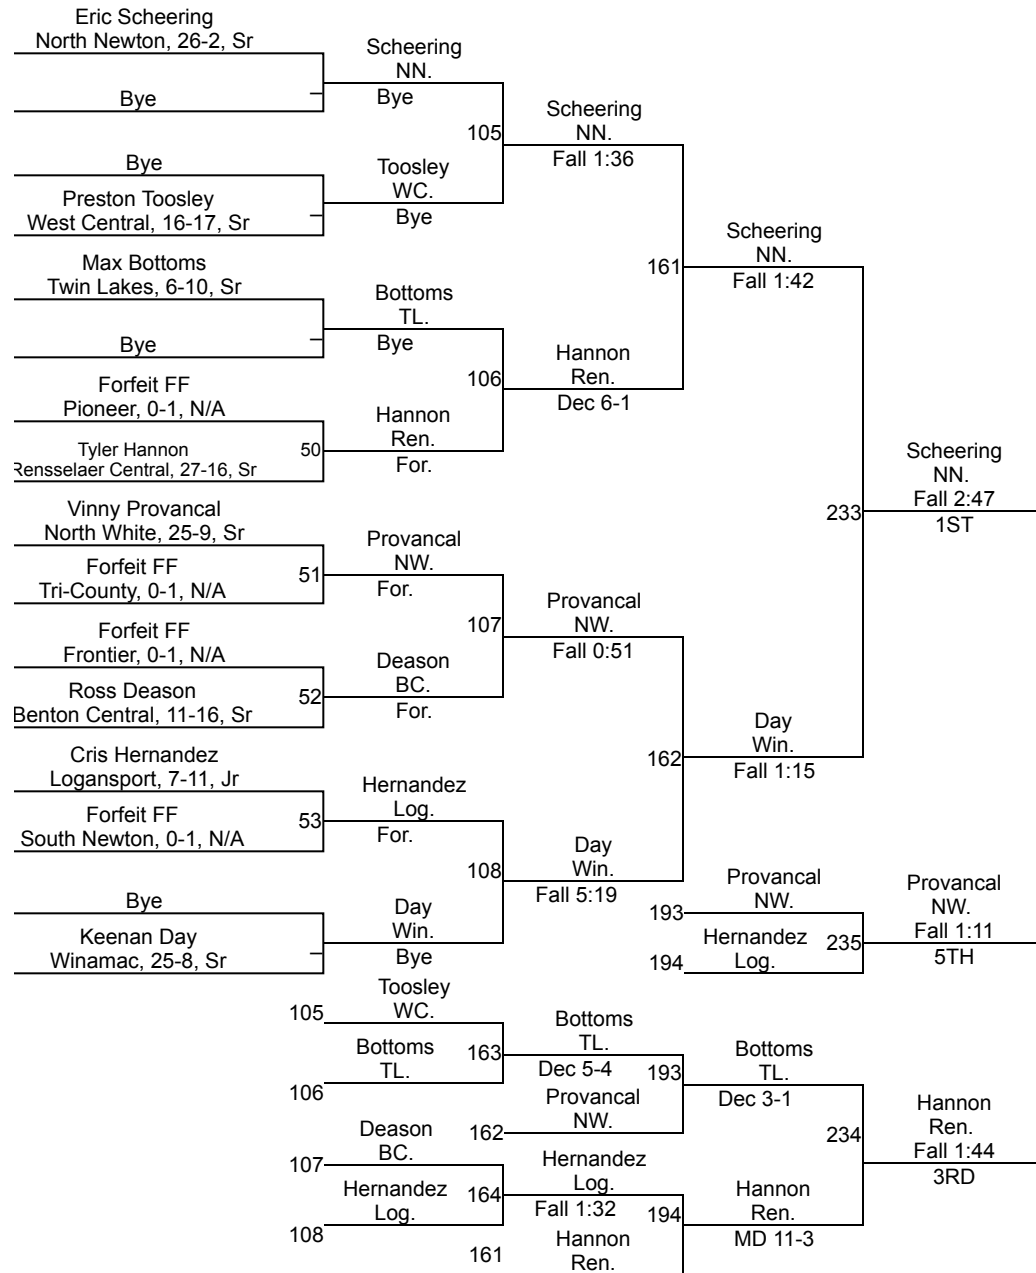 Eric Scheering
North Newton, 26-2, Sr
Bye
Bye
Preston Toosley
West Central, 16-17, Sr
Max Bottoms
Twin Lakes, 6-10, Sr
Bye
Forfeit FF
Pioneer, 0-1, N/A
Tyler Hannon
Rensselaer Central, 27-16, Sr
50
Vinny Provancal
North White, 25-9, Sr
Forfeit FF
Tri-County, 0-1, N/A
51
Forfeit FF
Frontier, 0-1, N/A
Ross Deason
Benton Central, 11-16, Sr
52
Cris Hernandez
Logansport, 7-11, Jr
Forfeit FF
South Newton, 0-1, N/A
53
Bye
Keenan Day
Winamac, 25-8, Sr
Scheering
NN.
Bye
105
Toosley
WC.
Bye
Bottoms
TL.
Bye
106
Hannon
Ren.
For.
Provancal
NW.
For.
107
Deason
BC.
For.
Hernandez
Log.
For.
108
Day
Win.
Bye
Scheering
NN.
Fall 1:36
161
Hannon
Ren.
Dec 6-1
Provancal
NW.
Fall 0:51
162
Day
Win.
Fall 5:19
Scheering
NN.
Fall 1:42
233
Day
Win.
Fall 1:15
Scheering
NN.
Fall 2:47
1ST
193
Provancal
NW.
194
Hernandez
Log.
235
Provancal
NW.
Fall 1:11
5TH
105
Toosley
WC.
106
Bottoms
TL.
163
107
Deason
BC.
108
Hernandez
Log.
164
Bottoms
TL.
Dec 5-4
162
Provancal
NW.
193
Hernandez
Log.
Fall 1:32
161
Hannon
Ren.
194
Bottoms
TL.
Dec 3-1
234
Hannon
Ren.
MD 11-3
Hannon
Ren.
Fall 1:44
3RD